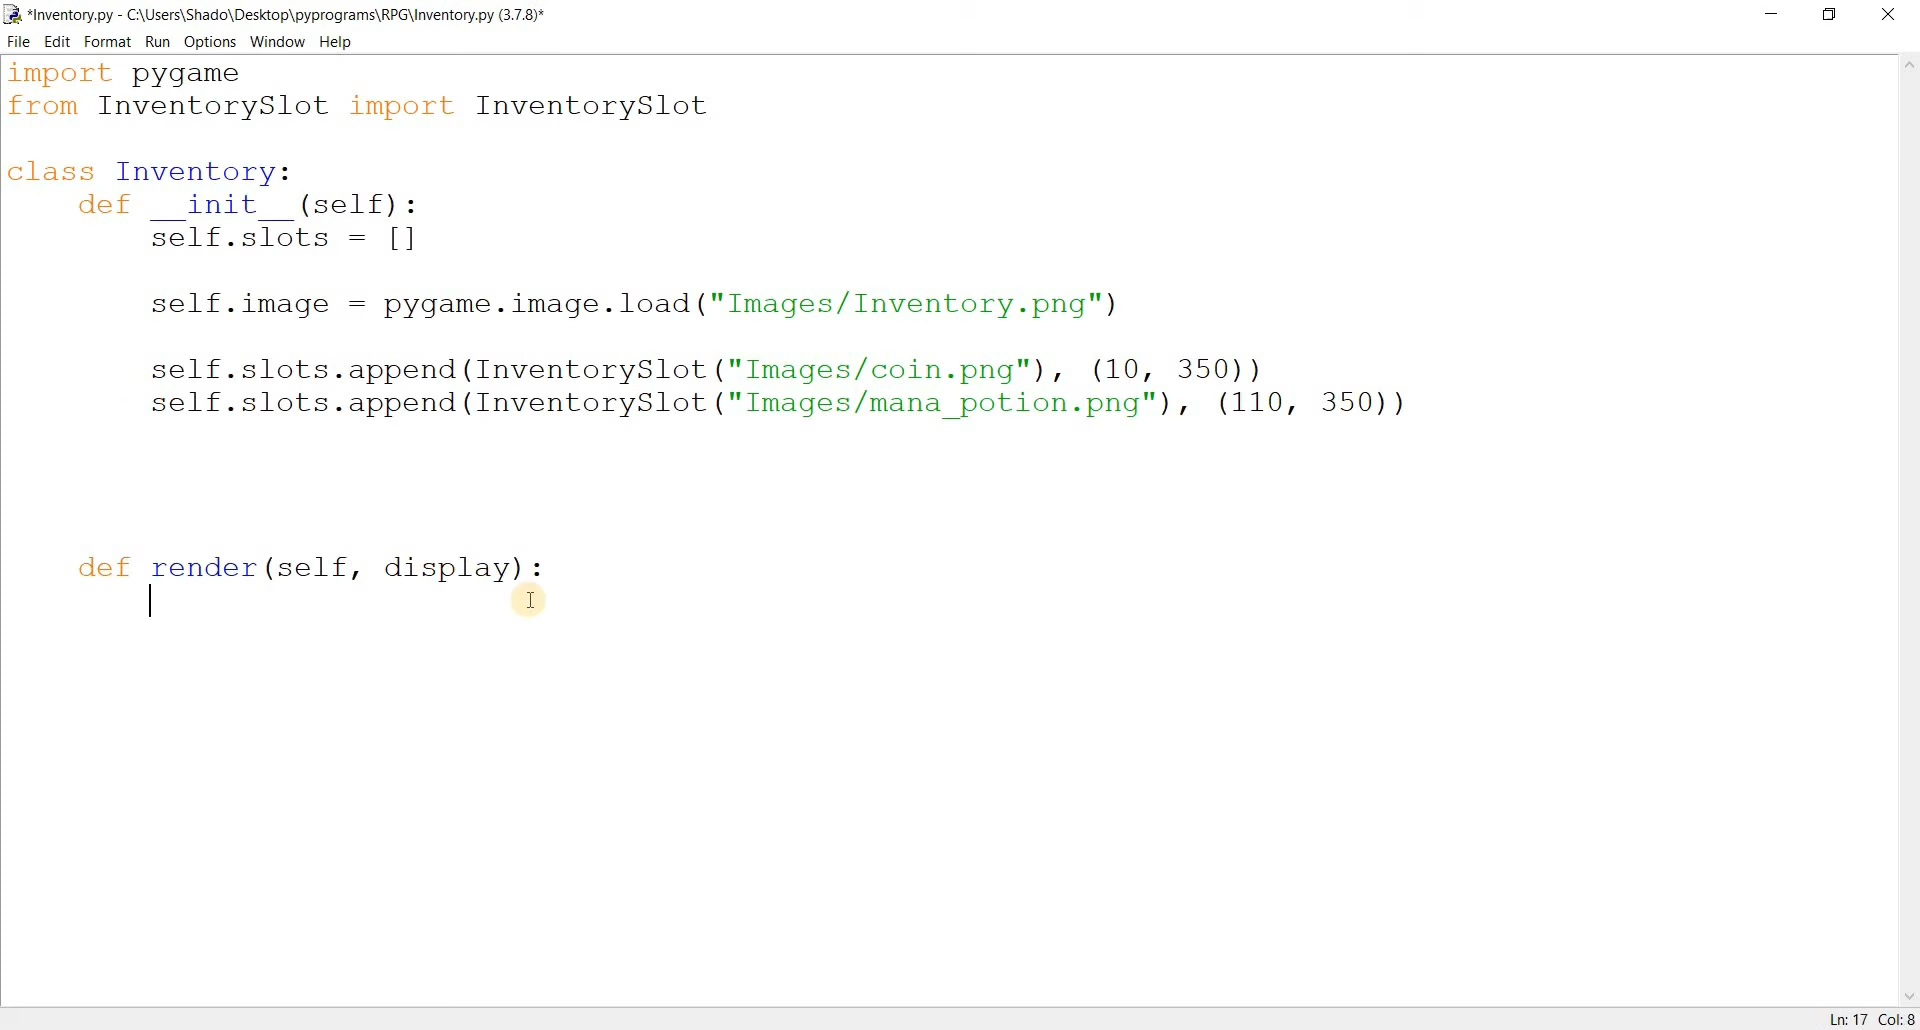 *Inventory.py - C:\Users\Shado\Desktop\pyprograms\RPG\Inventory.py (3.7.8)*
File Edit Format Run Options Window Help
import pygame
from InventorySlot import InventorySlot
class Inventory:
    def __init__(self):
        self.slots = []
        self.image = pygame.image.load("Images/Inventory.png")
        self.slots.append(InventorySlot("Images/coin.png"), (10, 350))
        self.slots.append(InventorySlot("Images/mana_potion.png"), (110, 350))
    def render(self, display):
Ln: 17 Col: 8